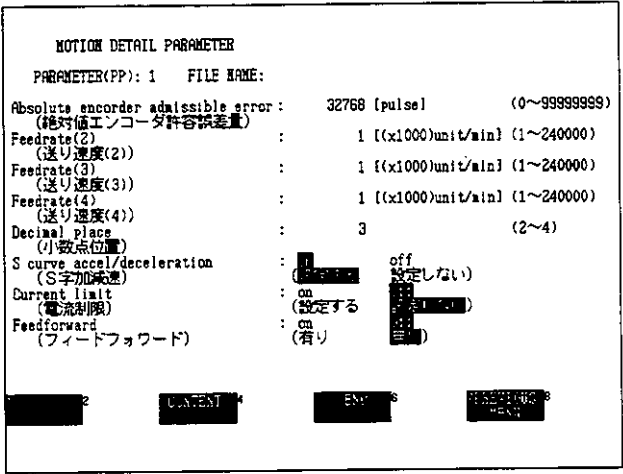 MOTION DETAIL PARAMETER
PARAMETER(PP): 1 FILE NAME:
Absolute encorder admissible error : 32768 [pulse] (0～99999999)
(絶対値エンコーダ許容誤差量)
Feedrate(2) : 1 [(x1000)unit/min] (1～240000)
(送り速度(2))
Feedrate(3) : 1 [(x1000)unit/min] (1～240000)
(送り速度(3))
Feedrate(4) : 1 [(x1000)unit/min] (1～240000)
(送り速度(4))
Decimal place : 3 (2～4)
(小数点位置)
S curve accel/deceleration : off
(S字加減速) ( 設定しない)
Current limit : on
(電流制限) (設定する )
Feedforward : on
(フィードフォワード) (有り )
2 CONTENT 4 END 6 PREVIOUS 8
MENU